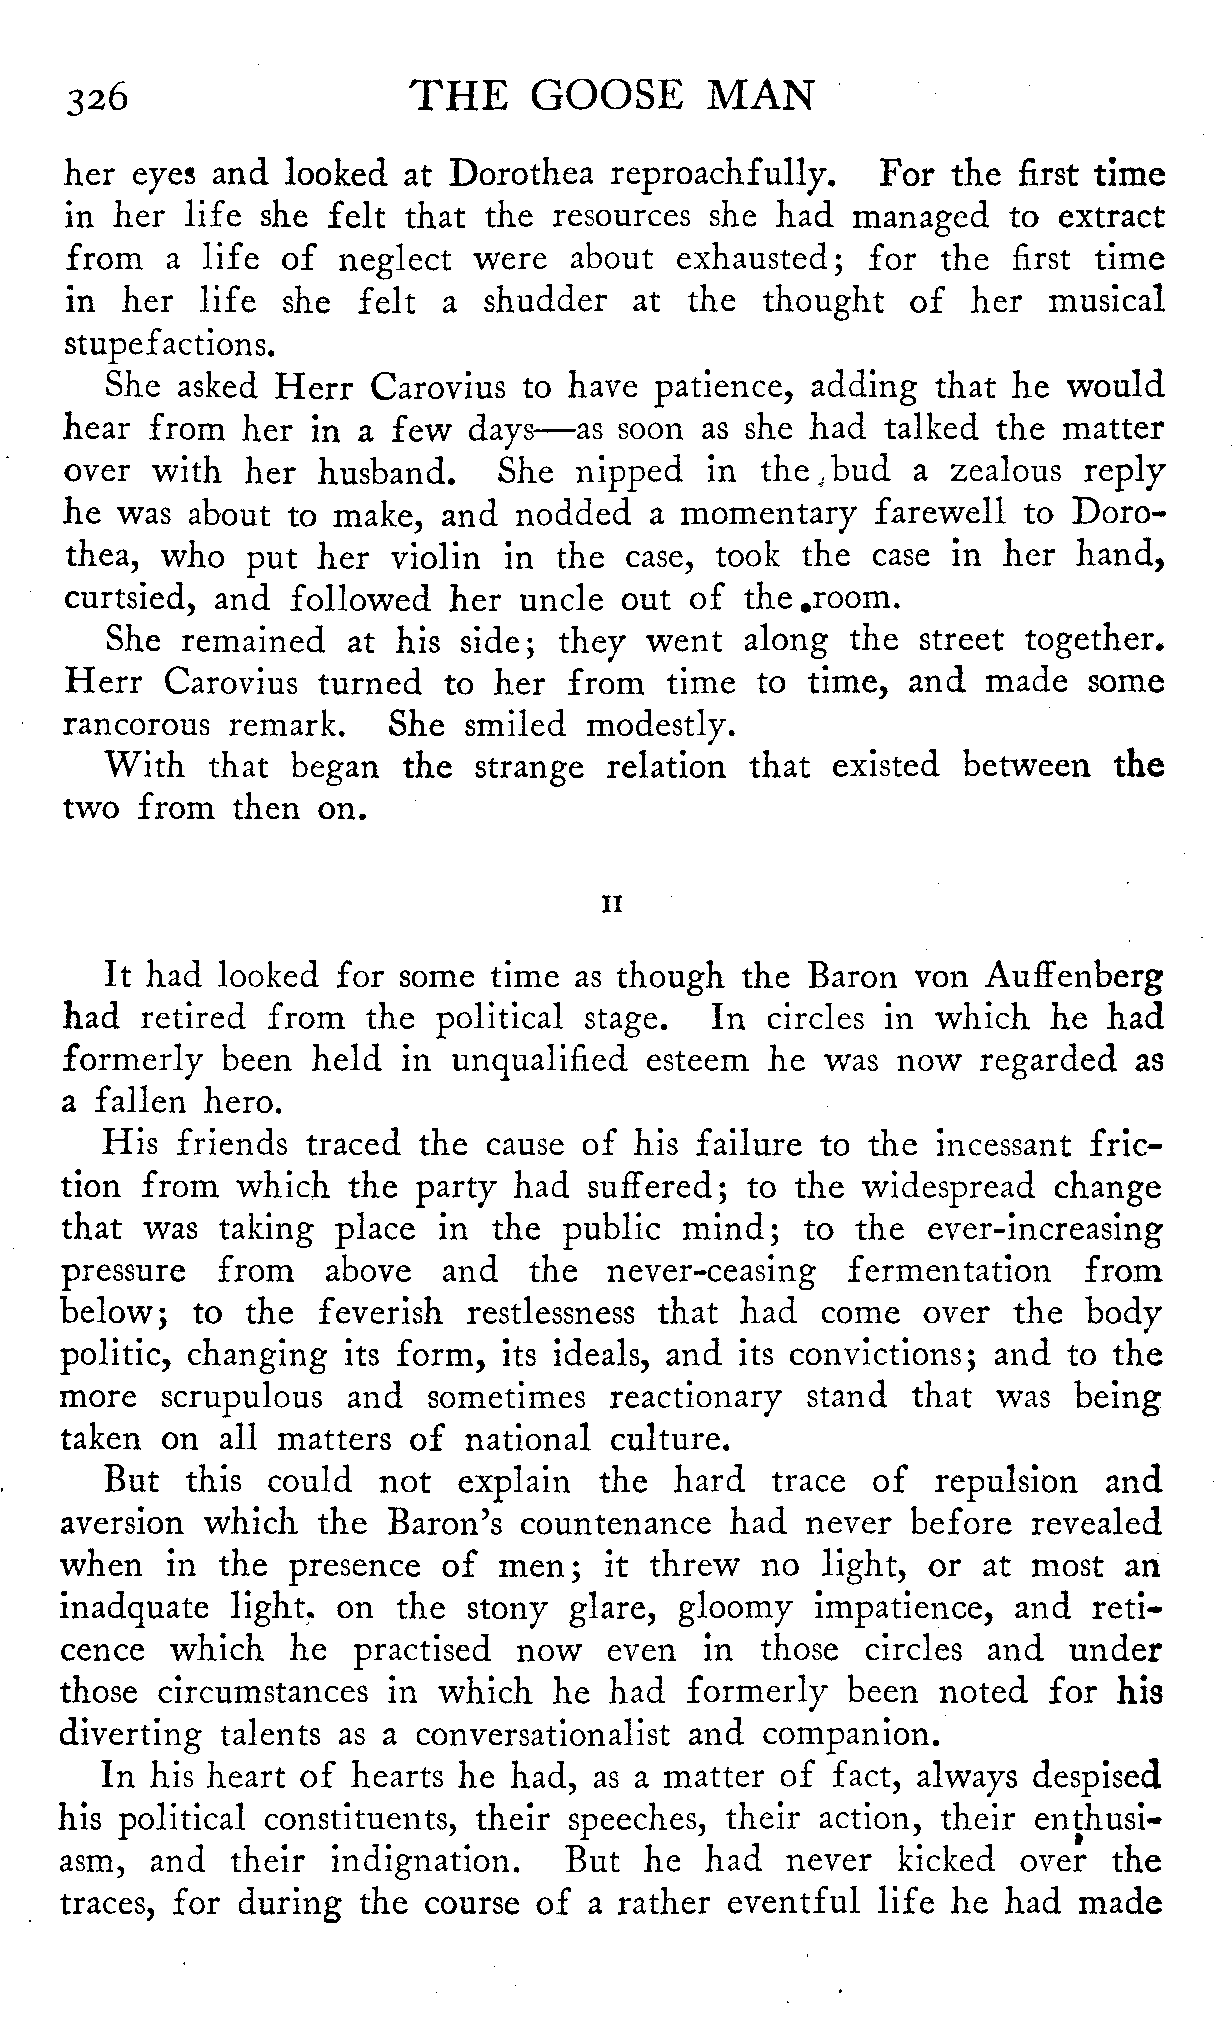 326 THE GOOSE MAN
her eyes and looked at Dorothea reproachfully. For the first time
in her life she felt that the resources she had managed to extract
from a life of neglect were about exhausted; for the first time
in her life she felt a shudder at the thought of her musical
stupefactions.
She asked Herr Carovius to have patience, adding that he would
hear from her in a few days—as soon as she had talked the matter
over with her husband. She nipped in the bud a zealous reply
he was about to make, and nodded a momentary farewell to Doro-
thea, who put her violin in the case, took the case in her hand,
curtsied, and followed her uncle out of the room.
She remained at his side; they went along the street together.
Herr Carovius turned to her from time to time, and made some
rancorous remark. She smiled modestly.
With that began the strange relation that existed between the
two from then on.
II
It had looked for some time as though the Baron von Auffenberg
had retired from the political stage. In circles in which he had
formerly been held in unqualified esteem he was now regarded as
a fallen hero.
His friends traced the cause of his failure to the incessant fric-
tion from which the party had suffered; to the widespread change
that was taking place in the public mind; to the ever-increasing
pressure from above and the never-ceasing fermentation from
below; to the feverish restlessness that had come over the body
politic, changing its form, its ideals, and its convictions; and to the
more scrupulous and sometimes reactionary stand that was being
taken on all matters of national culture.
But this could not explain the hard trace of repulsion and
aversion which the Baron's countenance had never before revealed
when in the presence of men; it threw no light, or at most an
inadquate light, on the stony glare, gloomy impatience, and reti-
cence which he practised now even in those circles and under
those circumstances in which he had formerly been noted for his
diverting talents as a conversationalist and companion.
In his heart of hearts he had, as a matter of fact, always despised
his political constituents, their speeches, their action, their enthusi-
asm, and their indignation. But he had never kicked over the
traces, for during the course of a rather eventful life he had made